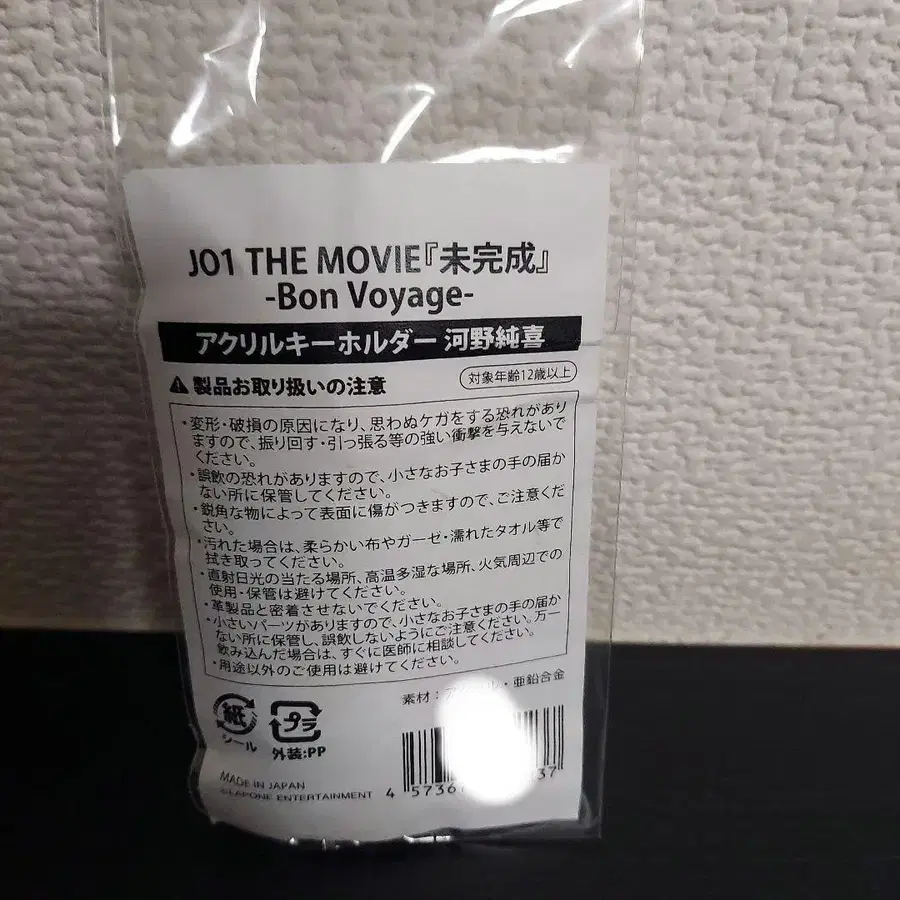 JO1 THE MOVIE『未完成』
-Bon Voyage-
アクリルキーホルダー 河野純喜
製品お取り扱いの注意
対象年齢12歳以上
・変形・破損の原因になり、思わぬケガをする恐れがあり
ますので、振り回す・引っ張る等の強い衝撃を与えないで
ください。
・誤飲の恐れがありますので、小さなお子さまの手の届か
ない所に保管してください。
・鋭角な物によって表面に傷がつきますので、ご注意くだ
さい。
・汚れた場合は、柔らかい布やガーゼ・濡れたタオル等で
拭き取ってください。
・直射日光の当たる場所、高温多湿な場所、火気周辺での
使用・保管は避けてください。
・革製品と密着させないでください。
・小さいパーツがありますので、小さなお子さまの手の届か
ない所に保管し、誤飲しないようにご注意ください。万一
飲み込んだ場合は、すぐに医師に相談してください。
・用途以外のご使用は避けてください。
素材：アクリル・亜鉛合金
紙
シール
プラ
外装:PP
MADE IN JAPAN
©LAPONE ENTERTAINMENT
4 57361 37